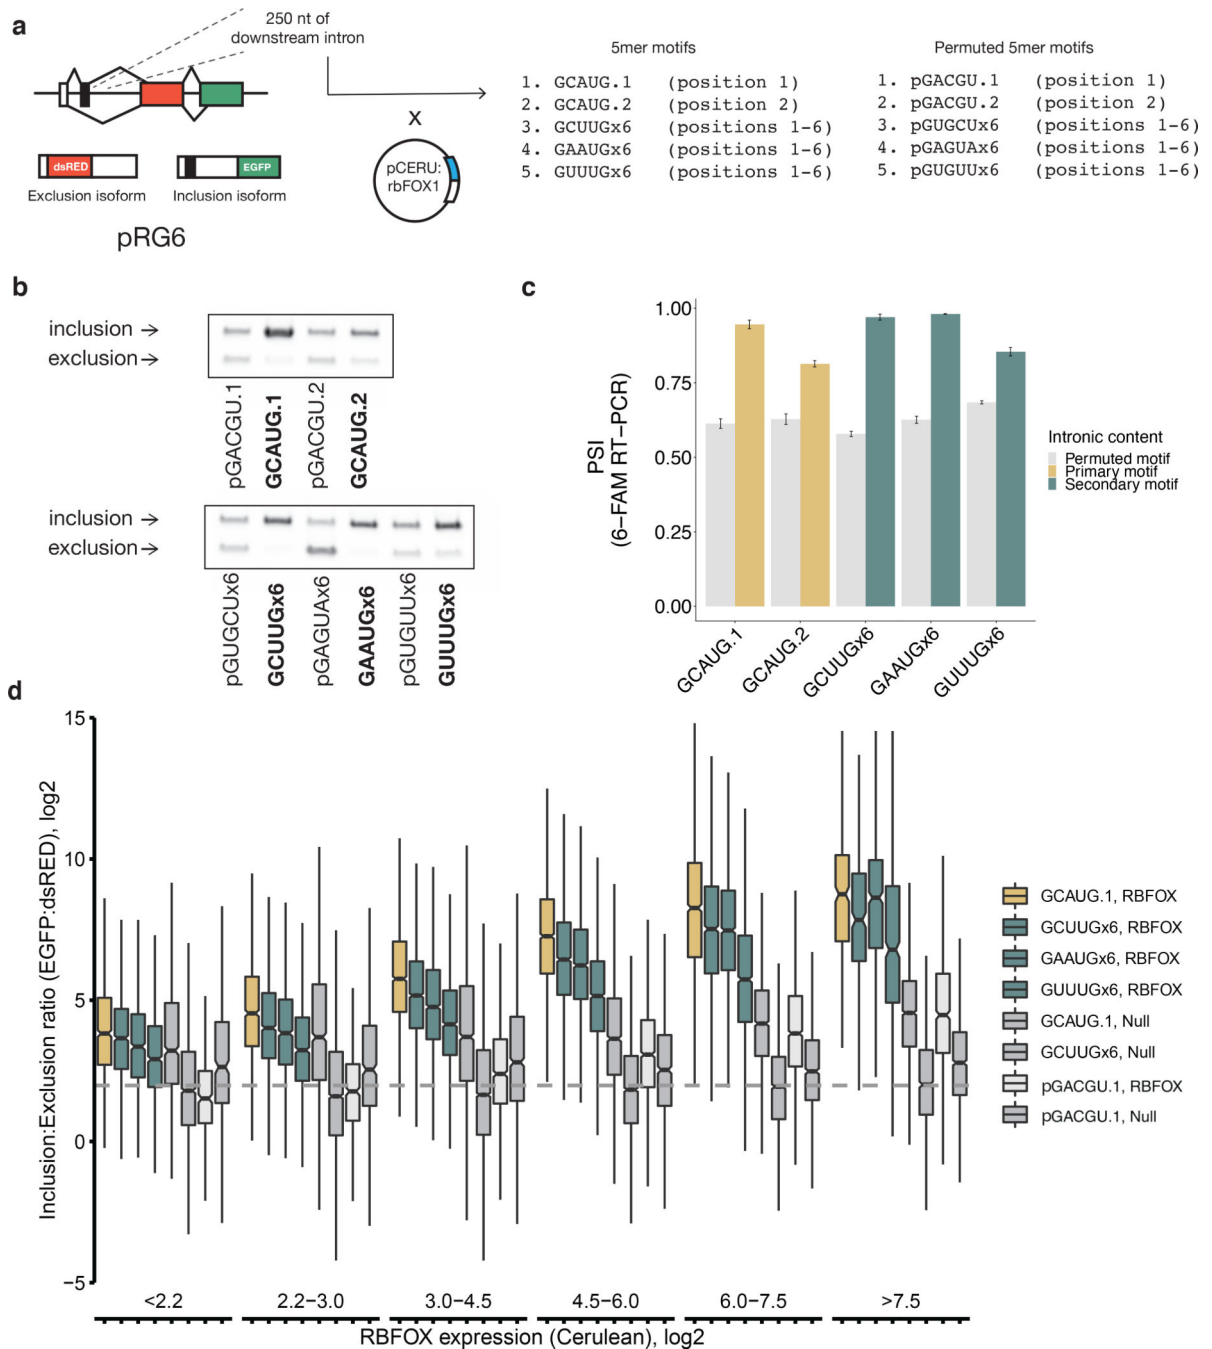 a
250 nt of
downstream intron
dsRED
EGFP
Exclusion isoform
Inclusion isoform
pRG6
X
pCERU:
rbFOX1
5mer motifs
1. GCAUG.1 (position 1)
2. GCAUG.2 (position 2)
3. GCUUGx6 (positions 1-6)
4. GAAUGx6 (positions 1-6)
5. GUUUGx6 (positions 1-6)
Permuted 5mer motifs
1. pGACGU.1 (position 1)
2. pGACGU.2 (position 2)
3. pGUGCUx6 (positions 1-6)
4. pGAGUAx6 (positions 1-6)
5. pGUGUUx6 (positions 1-6)
b
inclusion →
exclusion →
pGACGU.1
GCAUG.1
pGACGU.2
GCAUG.2
inclusion →
exclusion →
pGUGCUx6
GCUUGx6
pGAGUAx6
GAAUGx6
pGUGUUx6
GUUUGx6
c
PSI
(6−FAM RT−PCR)
1.00
0.75
0.50
0.25
0.00
GCAUG.1
GCAUG.2
GCUUGx6
GAAUGx6
GUUUGx6
Intronic content
Permuted motif
Primary motif
Secondary motif
d
Inclusion:Exclusion ratio (EGFP:dsRED), log2
15
10
5
0
−5
<2.2
2.2−3.0
3.0−4.5
4.5−6.0
6.0−7.5
>7.5
RBFOX expression (Cerulean), log2
GCAUG.1, RBFOX
GCUUGx6, RBFOX
GAAUGx6, RBFOX
GUUUGx6, RBFOX
GCAUG.1, Null
GCUUGx6, Null
pGACGU.1, RBFOX
pGACGU.1, Null